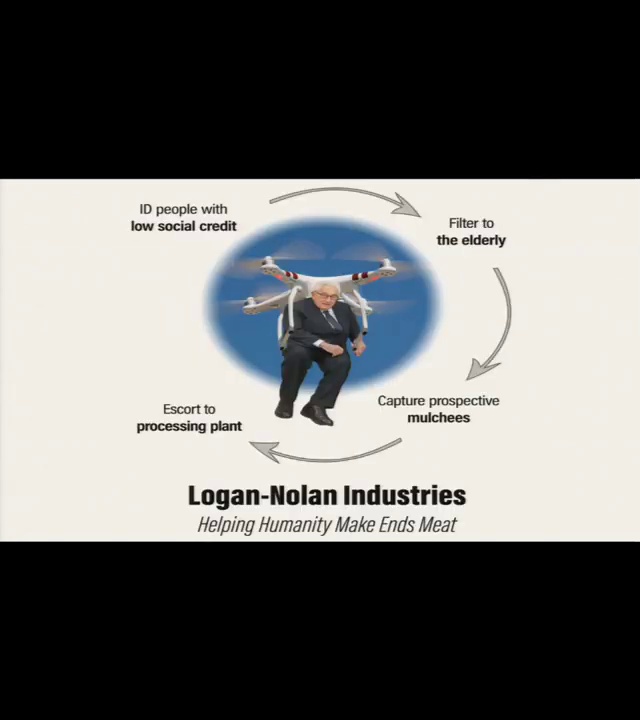 ID people with
low social credit
Filter to
the elderly
Capture prospective
mulchees
Escort to
processing plant
Logan-Nolan Industries
Helping Humanity Make Ends Meat